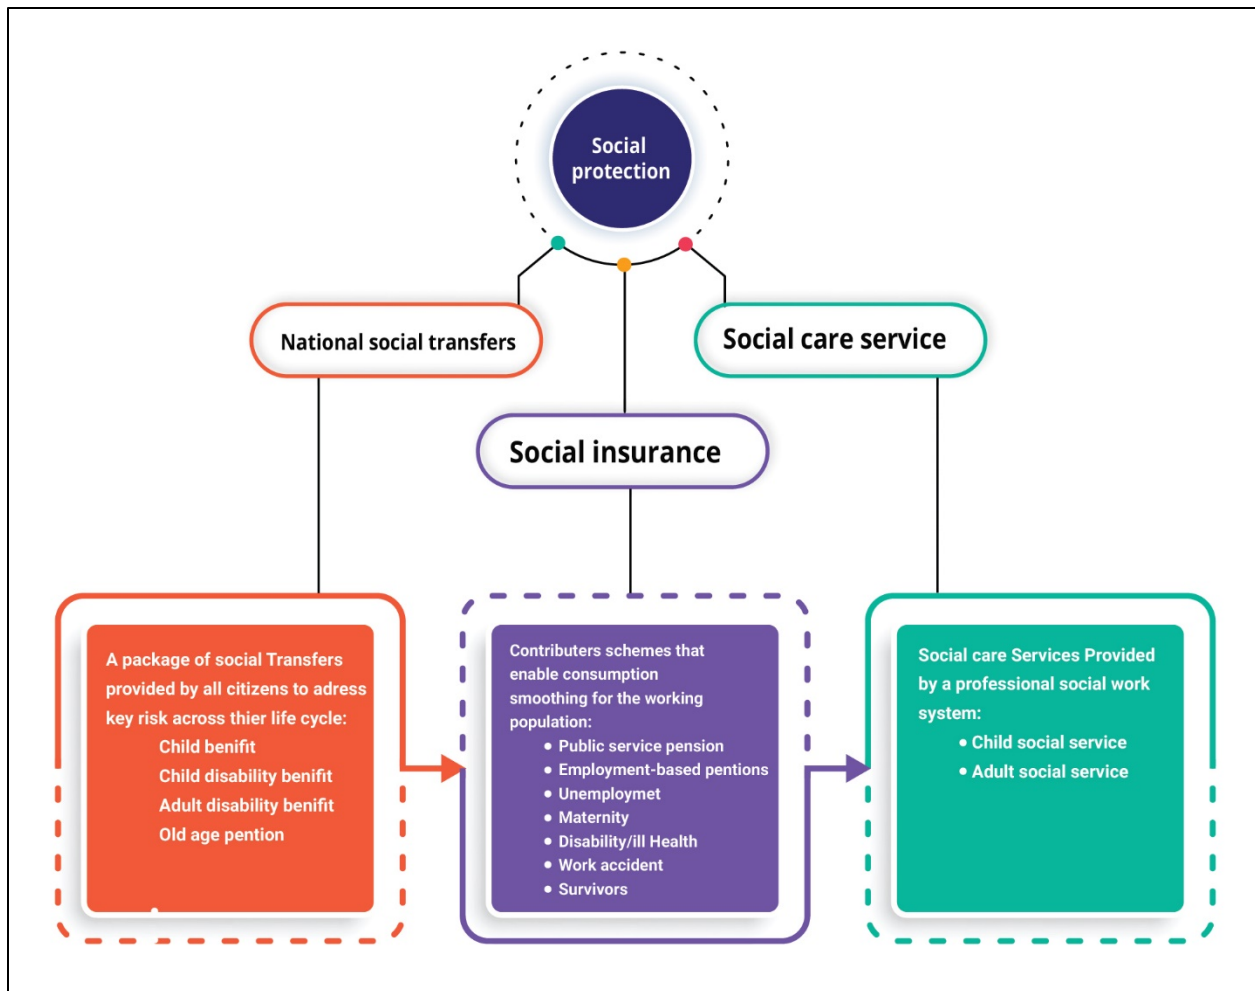 Social
protection
National social transfers
Social care service
Social insurance
A package of social Transfers
provided by all citizens to adress
key risk across thier life cycle:
Child benifit
Child disability benifit
Adult disability benifit
Old age pention
Contributers schemes that
enable consumption
smoothing for the working
population:
• Public service pension
• Employment-based pentions
• Unemploymet
• Maternity
• Disability/ill Health
• Work accident
• Survivors
Social care Services Provided
by a professional social work
system:
• Child social service
• Adult social service